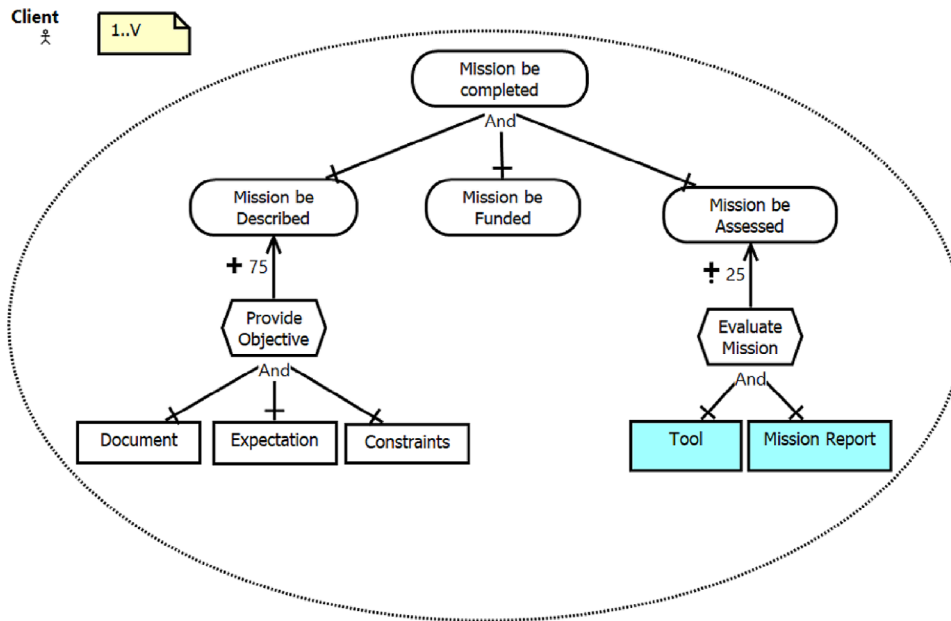 Client
1..V
Mission be
completed
And
Mission be
Described
Mission be
Funded
Mission be
Assessed
75
25
Provide
Objective
Evaluate
Mission
And
And
Document
Expectation
Constraints
Tool
Mission Report